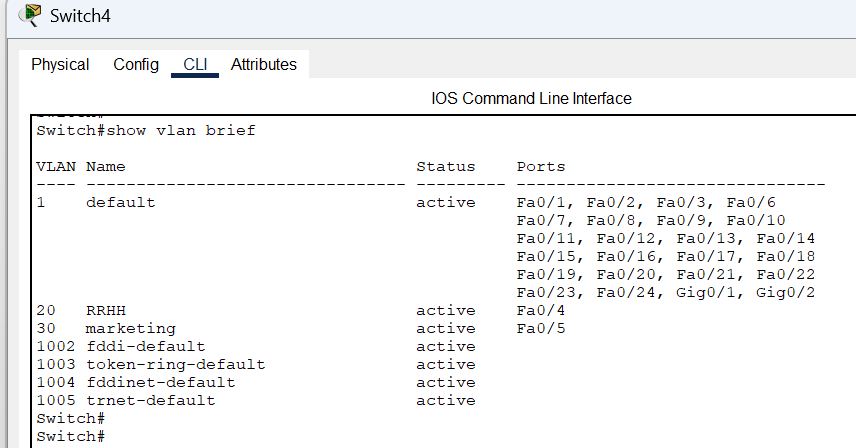 Switch4
Physical Config CLI Attributes
IOS Command Line Interface
Switch#show vlan brief
VLAN Name Status Ports
---- -------------------------------- --------- -------------------------------
1 default active Fa0/1, Fa0/2, Fa0/3, Fa0/6
Fa0/7, Fa0/8, Fa0/9, Fa0/10
Fa0/11, Fa0/12, Fa0/13, Fa0/14
Fa0/15, Fa0/16, Fa0/17, Fa0/18
Fa0/19, Fa0/20, Fa0/21, Fa0/22
Fa0/23, Fa0/24, Gig0/1, Gig0/2
20 RRHH active Fa0/4
30 marketing active Fa0/5
1002 fddi-default active
1003 token-ring-default active
1004 fddinet-default active
1005 trnet-default active
Switch#
Switch#